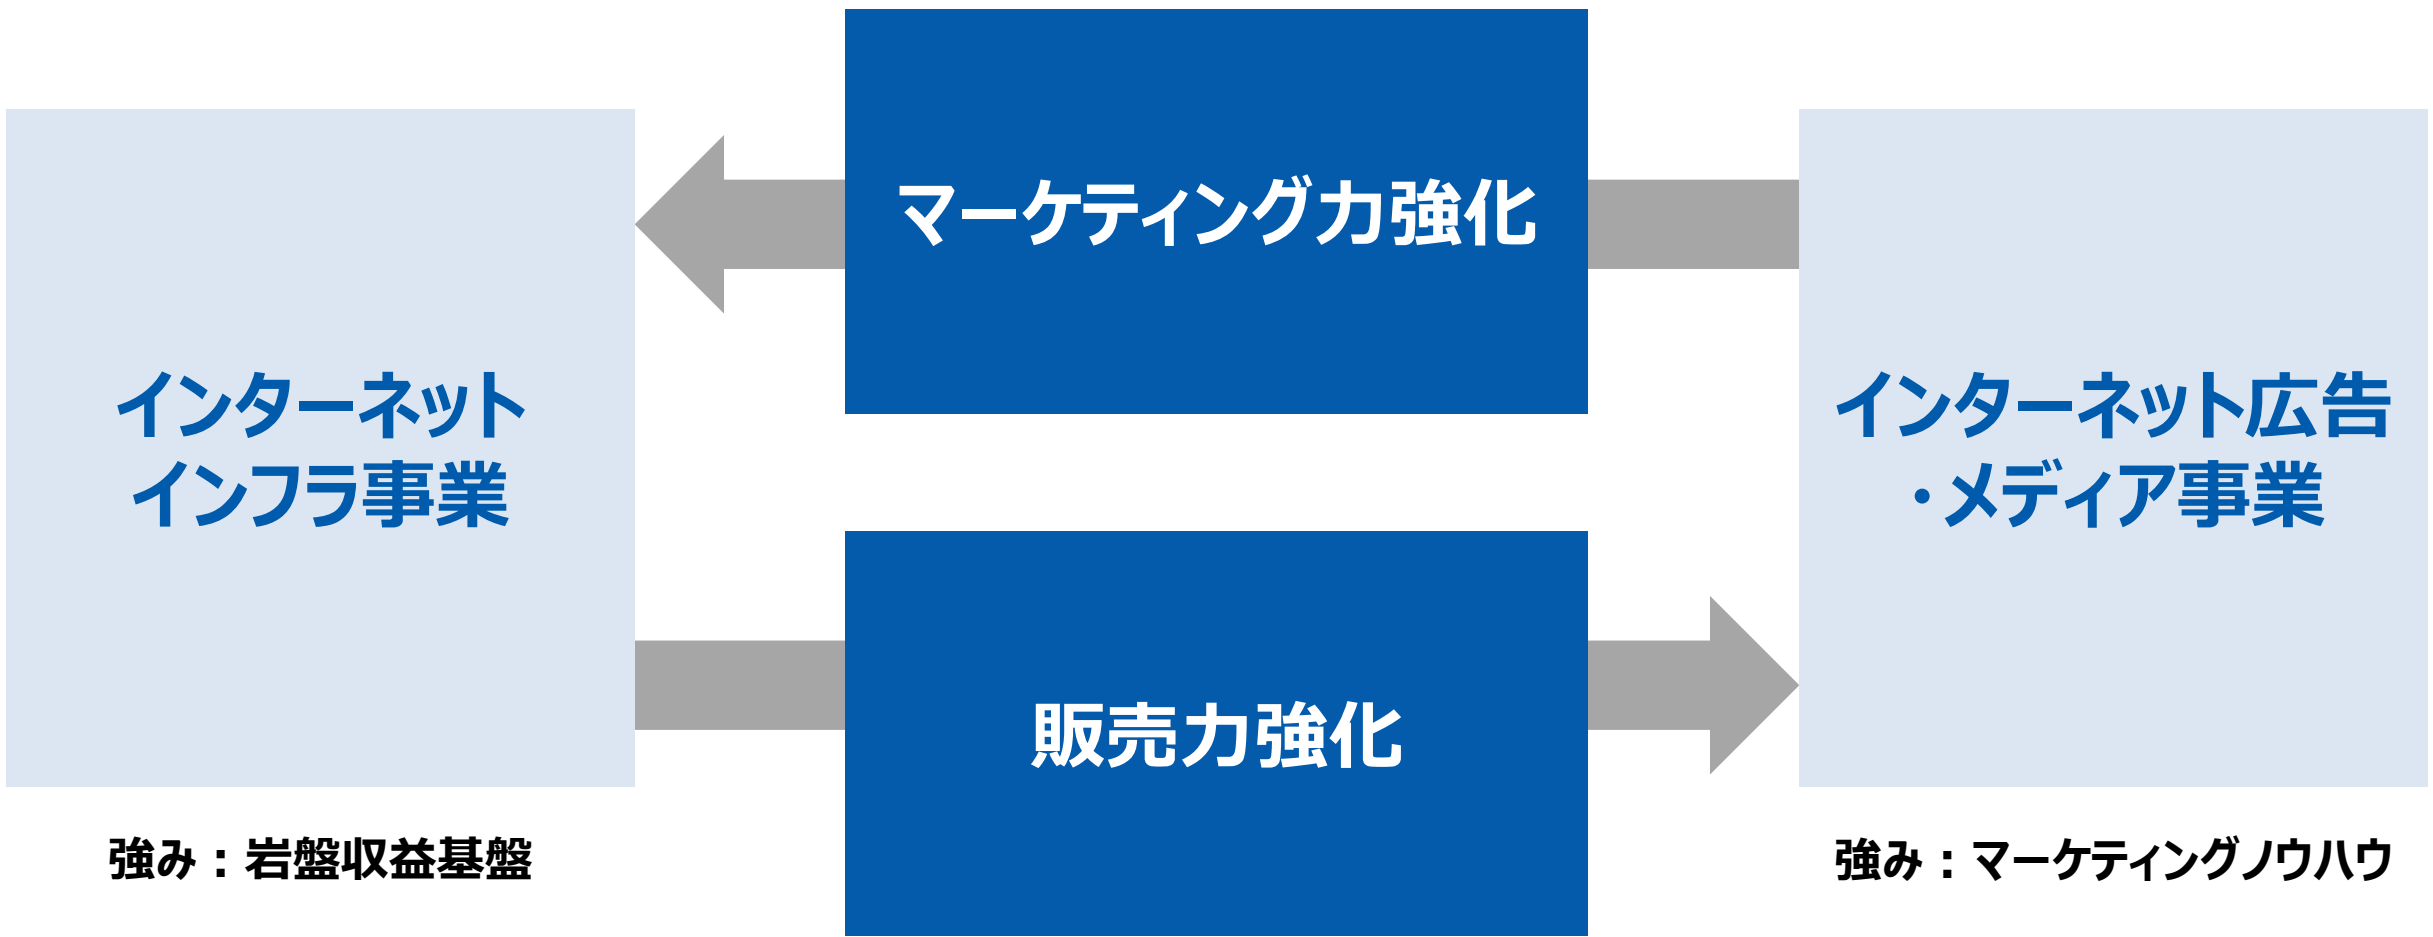 マーケティング力強化
インターネット
インフラ事業
インターネット広告
・メディア事業
販売力強化
強み：岩盤収益基盤
強み：マーケティングノウハウ